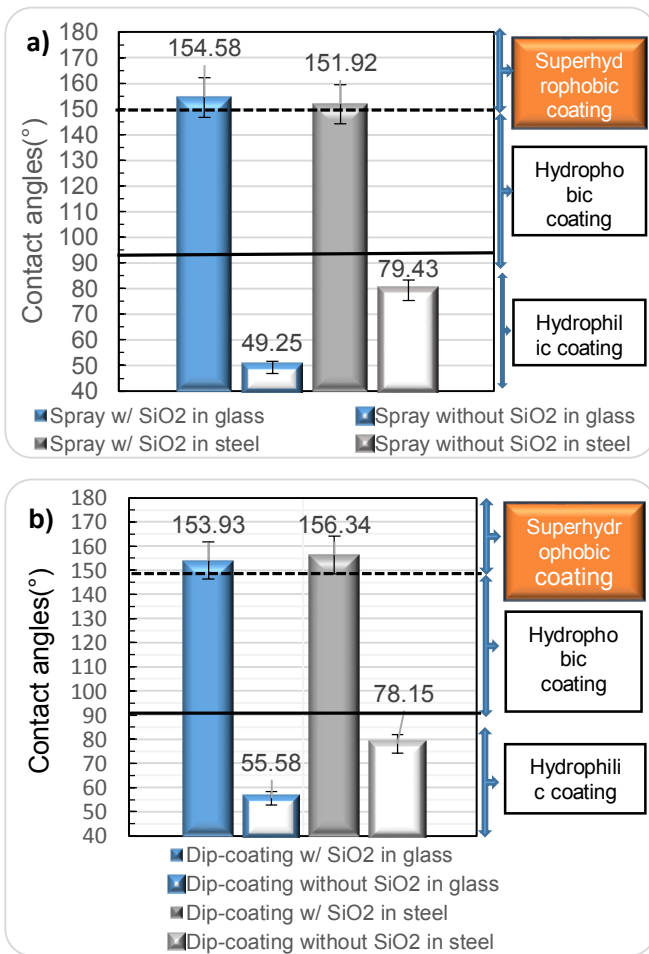 a)
180
170
160
150
140
130
120
110
100
90
80
70
60
50
40
Contact angles(°)
154.58
49.25
151.92
79.43
Superhyd
rophobic
coating
Hydropho
bic
coating
Hydrophil
ic coating
Spray w/ SiO2 in glass
Spray without SiO2 in glass
Spray w/ SiO2 in steel
Spray without SiO2 in steel
b)
180
170
160
150
140
130
120
110
100
90
80
70
60
50
40
Contact angles(°)
153.93
55.58
156.34
78.15
Superhydr
ophobic
coating
Hydropho
bic
coating
Hydrophili
c coating
Dip-coating w/ SiO2 in glass
Dip-coating without SiO2 in glass
Dip-coating w/ SiO2 in steel
Dip-coating without SiO2 in steel